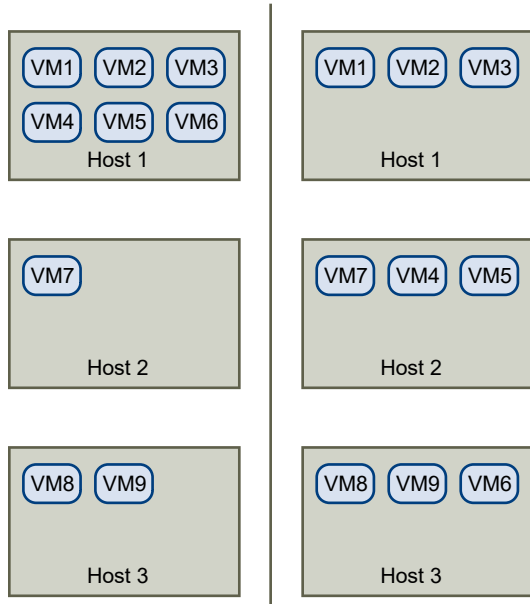 VM1 VM2 VM3
VM4 VM5 VM6
Host 1
VM7
Host 2
VM8 VM9
Host 3
VM1 VM2 VM3
Host 1
VM7 VM4 VM5
Host 2
VM8 VM9 VM6
Host 3